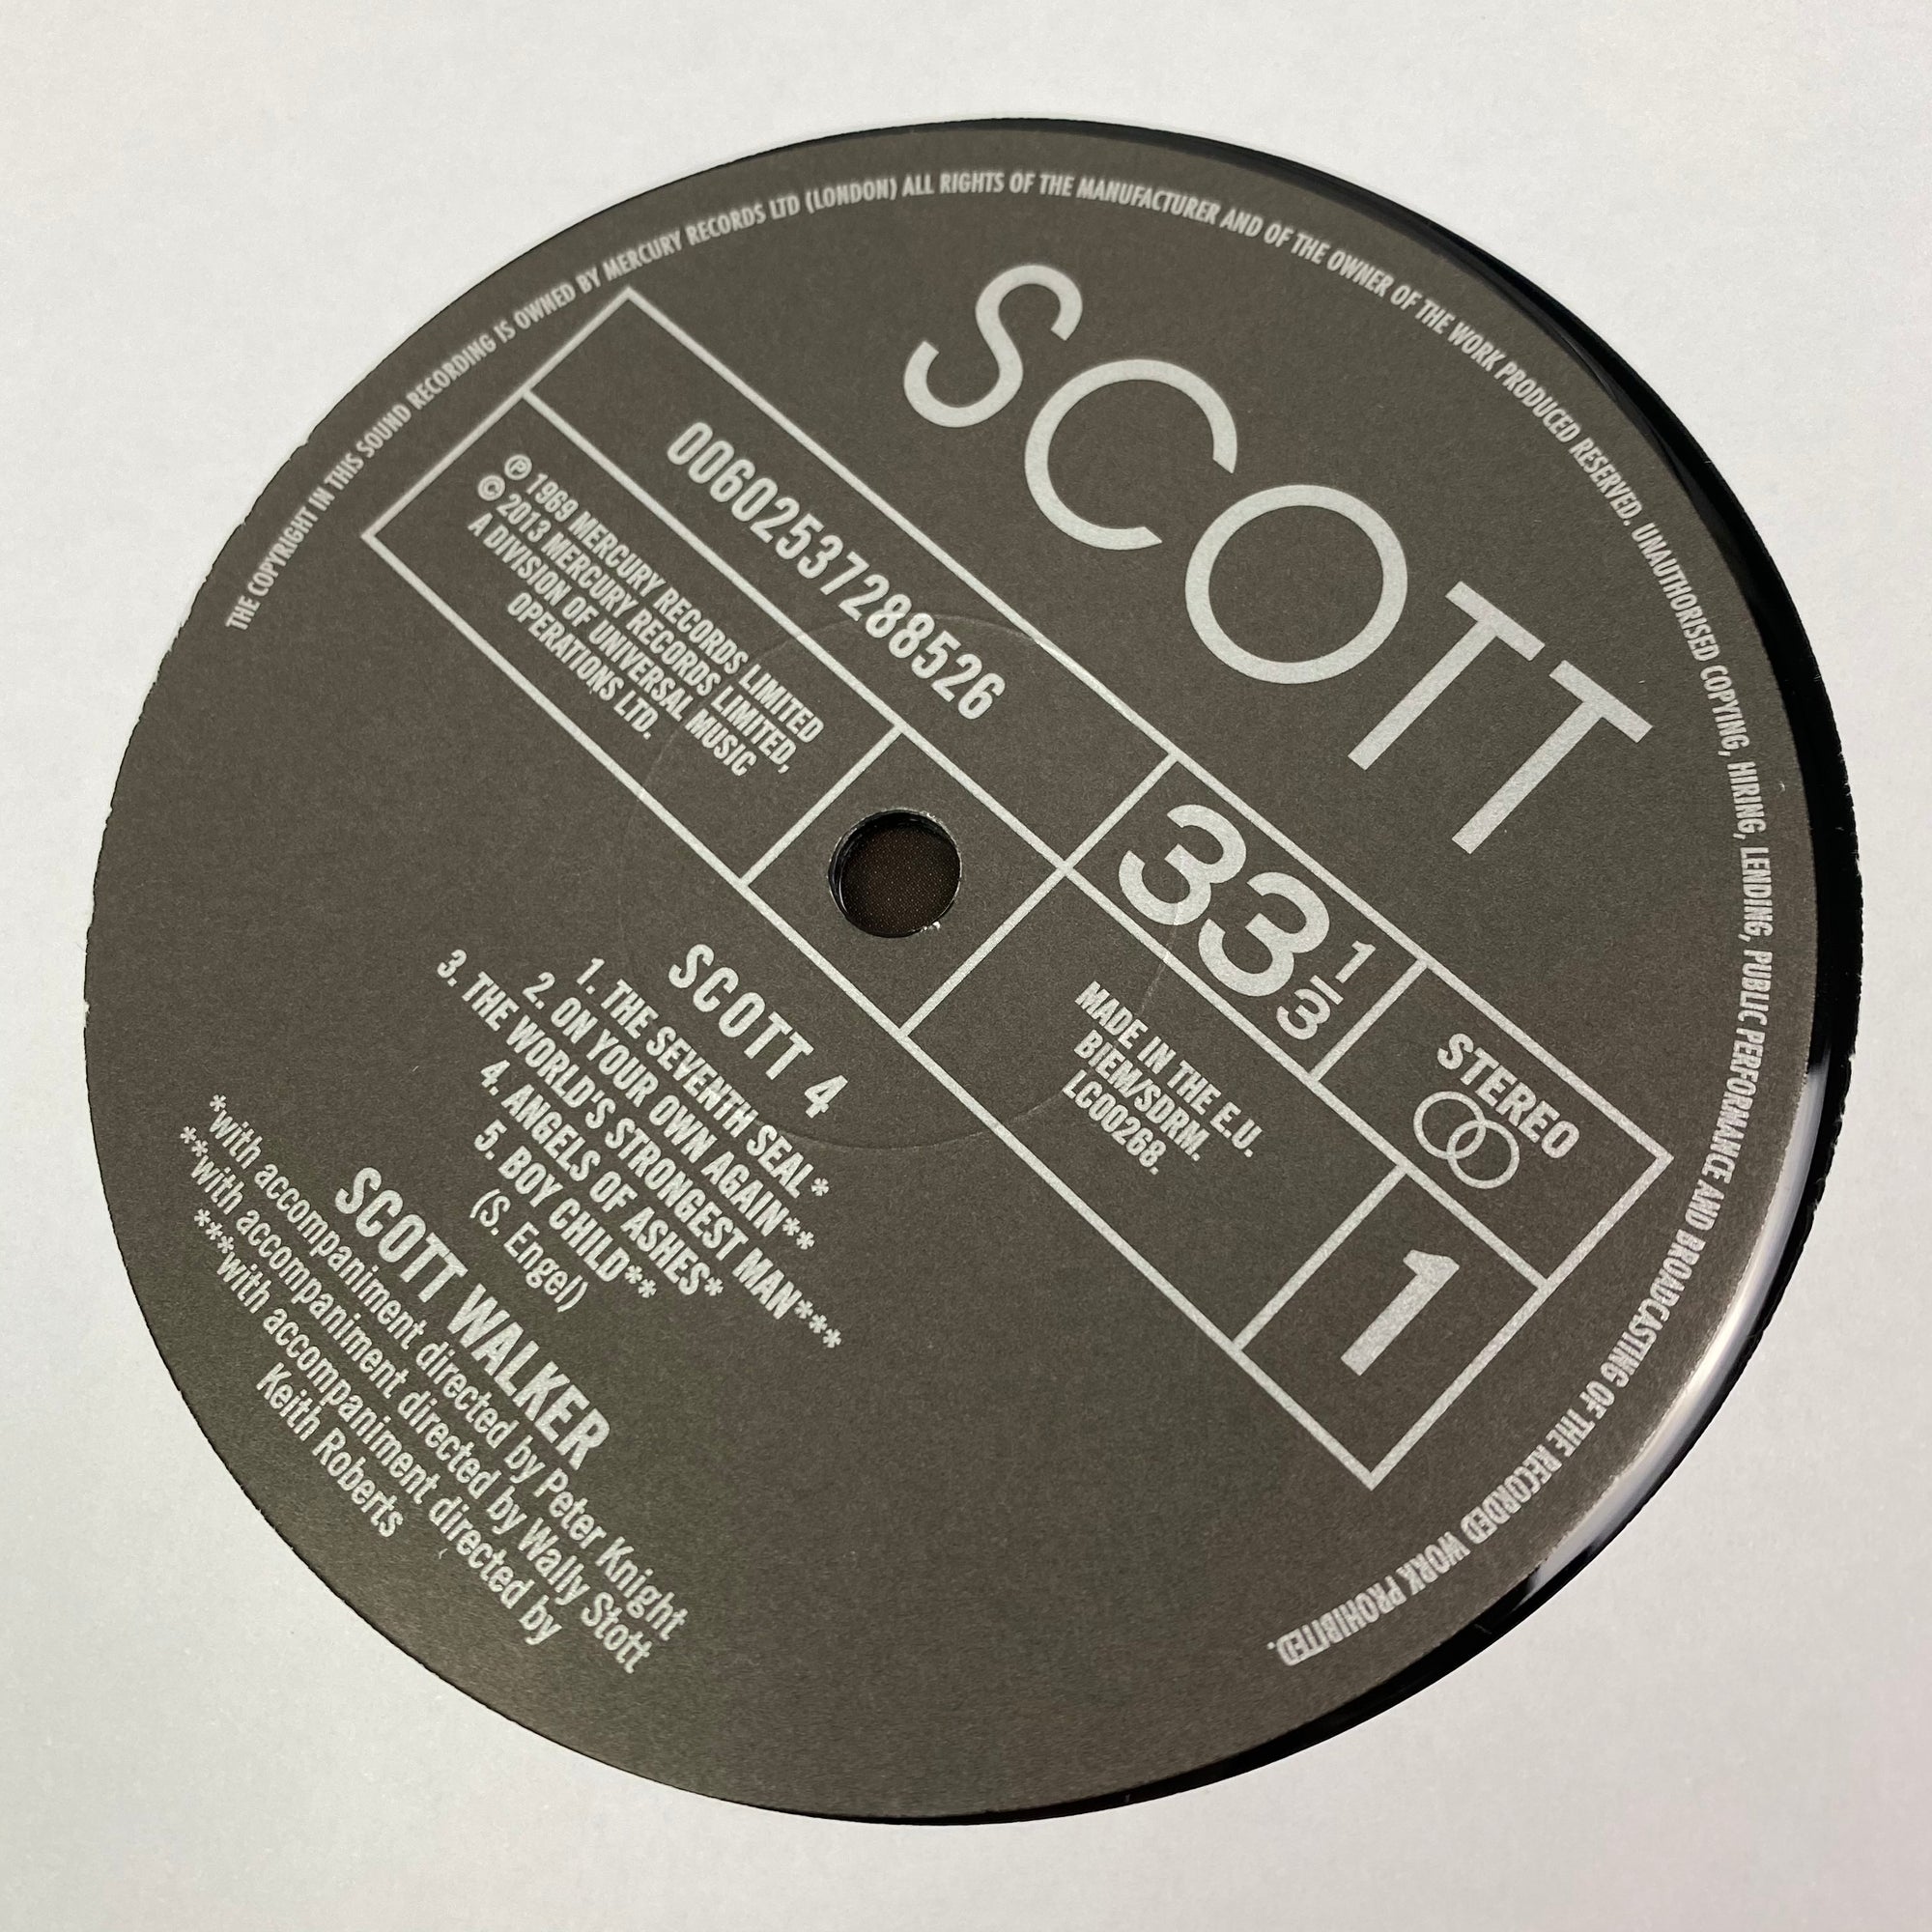 THE COPYRIGHT IN THIS SOUND RECORDING IS OWNED BY MERCURY RECORDS LTD (LONDON) ALL RIGHTS OF THE MANUFACTURER AND OF THE OWNER OF THE WORK PRODUCED RESERVED. UNAUTHORISED COPYING, HIRING, LENDING, PUBLIC PERFORMANCE AND BROADCASTING OF THE RECORDED WORK PROHIBITED.
SCOTT
00602537288526
33 1/3
STEREO
℗ 1969 MERCURY RECORDS LIMITED
© 2013 MERCURY RECORDS LIMITED,
A DIVISION OF UNIVERSAL MUSIC
OPERATIONS LTD.
MADE IN THE E.U.
BIEM/SDRM.
LC00268.
1
SCOTT 4
1. THE SEVENTH SEAL*
2. ON YOUR OWN AGAIN**
3. THE WORLD'S STRONGEST MAN***
4. ANGELS OF ASHES*
5. BOY CHILD**
(S. Engel)
SCOTT WALKER
*with accompaniment directed by Peter Knight
**with accompaniment directed by Wally Stott
***with accompaniment directed by
Keith Roberts